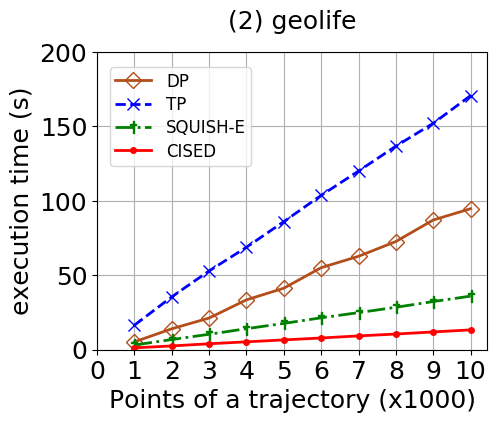 (2) geolife
execution time (s)
200
150
100
50
0
DP
TP
SQUISH-E
CISED
0 1 2 3 4 5 6 7 8 9 10
Points of a trajectory (x1000)